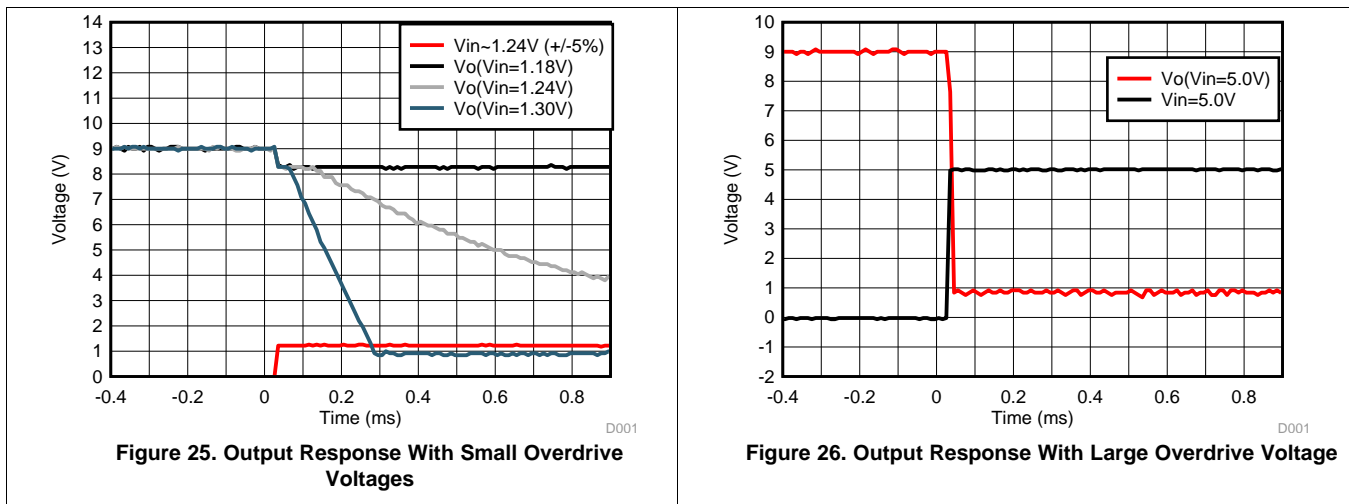 14
13
12
11
10
9
8
7
6
5
4
3
2
1
0
Voltage (V)
Vin~1.24V (+/-5%)
Vo(Vin=1.18V)
Vo(Vin=1.24V)
Vo(Vin=1.30V)
-0.4 -0.2 0 0.2 0.4 0.6 0.8
Time (ms)
D001
Figure 25. Output Response With Small Overdrive
Voltages
10
9
8
7
6
5
4
3
2
1
0
-1
-2
Voltage (V)
Vo(Vin=5.0V)
Vin=5.0V
-0.4 -0.2 0 0.2 0.4 0.6 0.8
Time (ms)
D001
Figure 26. Output Response With Large Overdrive Voltage